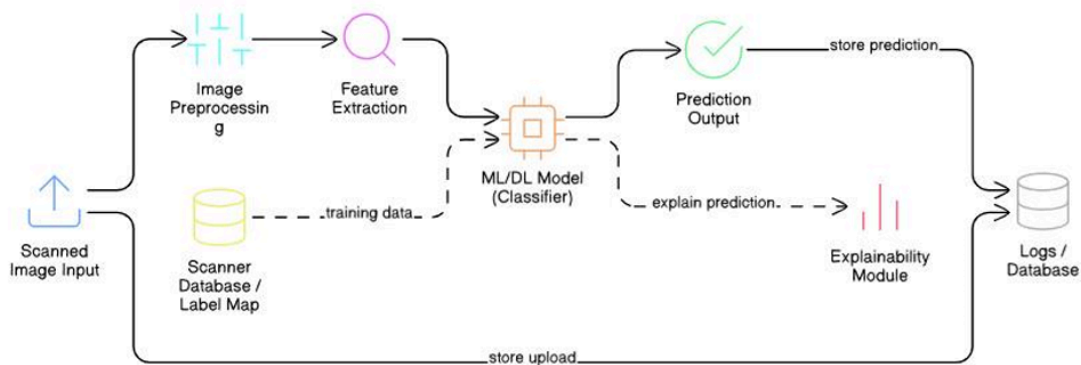 Image
Preprocessin
g
Feature
Extraction
store prediction
Prediction
Output
ML/DL Model
(Classifier)
training data
explain prediction
Scanned
Image Input
Scanner
Database /
Label Map
Explainability
Module
Logs /
Database
store upload